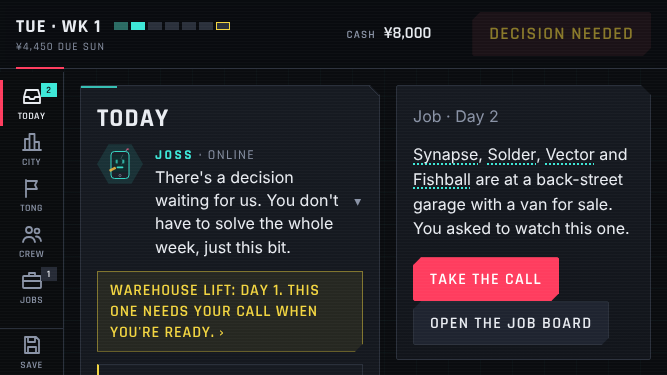 TUE · WK 1
¥4,450 DUE SUN
CASH ¥8,000
DECISION NEEDED
2
TODAY
CITY
TONG
CREW
1
JOBS
SAVE
TODAY
JOSS · ONLINE
There's a decision
waiting for us. You don't ▼
have to solve the whole
week, just this bit.
WAREHOUSE LIFT: DAY 1. THIS
ONE NEEDS YOUR CALL WHEN
YOU'RE READY. ›
Job · Day 2
Synapse, Solder, Vector and
Fishball are at a back-street
garage with a van for sale.
You asked to watch this one.
TAKE THE CALL
OPEN THE JOB BOARD